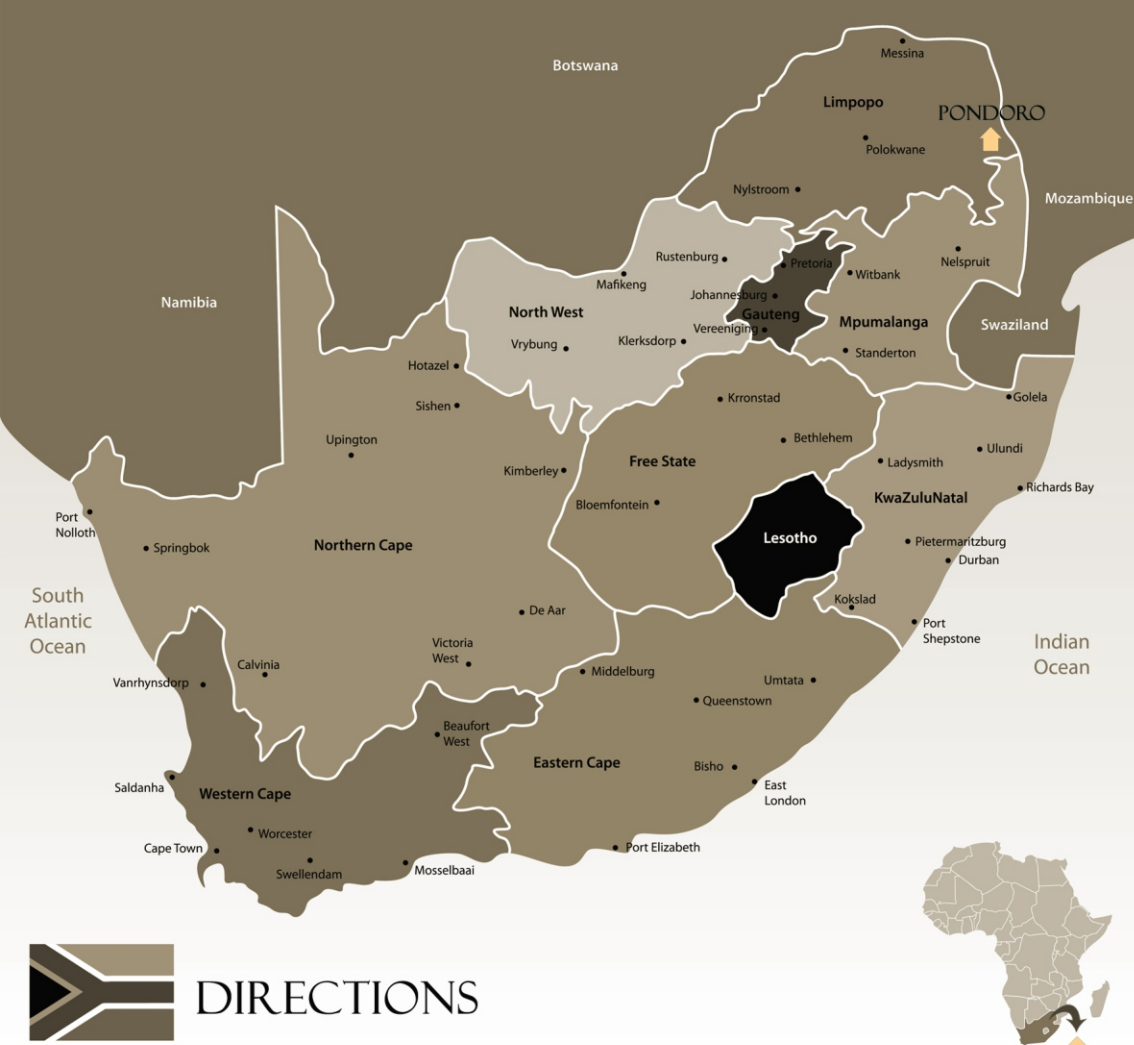 Messina
Botswana
Limpopo
PONDORO
Polokwane
Nylstroom
Mozambique
Rustenburg
Pretoria
Nelspruit
Mafikeng
Witbank
Namibia
Johannesburg
North West
Gauteng
Mpumalanga
Swaziland
Vereeniging
Vrybung
Klerksdorp
Standerton
Hotazel
Golela
Krronstad
Sishen
Bethlehem
Upington
Ulundi
Free State
Ladysmith
Kimberley
Richards Bay
KwaZuluNatal
Bloemfontein
Port
Nolloth
Lesotho
Pietermaritzburg
Northern Cape
Springbok
Durban
South
Atlantic
Ocean
Kokslad
De Aar
Port
Shepstone
Indian
Ocean
Victoria
West
Calvinia
Middelburg
Umtata
Vanrhynsdorp
Queenstown
Beaufort
West
Eastern Cape
Bisho
East
London
Saldanha
Western Cape
Worcester
Cape Town
Port Elizabeth
Swellendam
Mosselbaai
DIRECTIONS